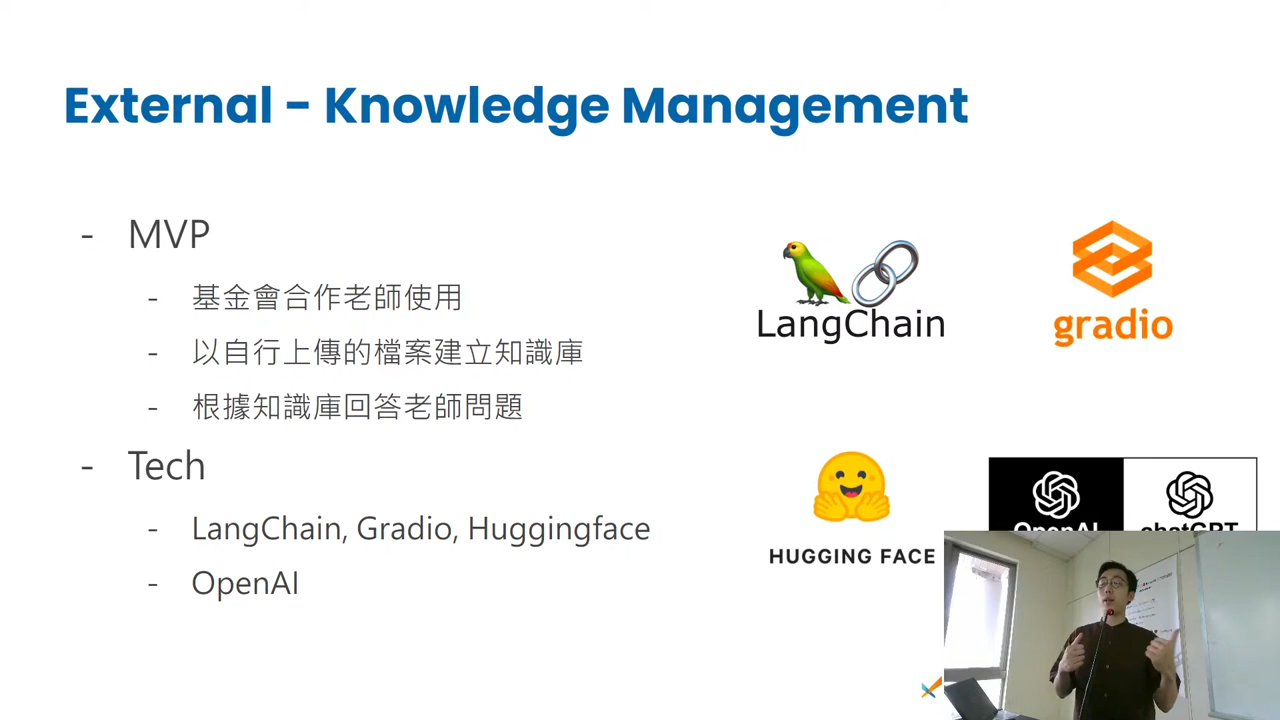 External - Knowledge Management
- MVP
- 基金會合作老師使用
- 以自行上傳的檔案建立知識庫
- 根據知識庫回答老師問題
- Tech
- LangChain, Gradio, Huggingface
- OpenAI
LangChain
gradio
HUGGING FACE
OpenAI
chatGPT